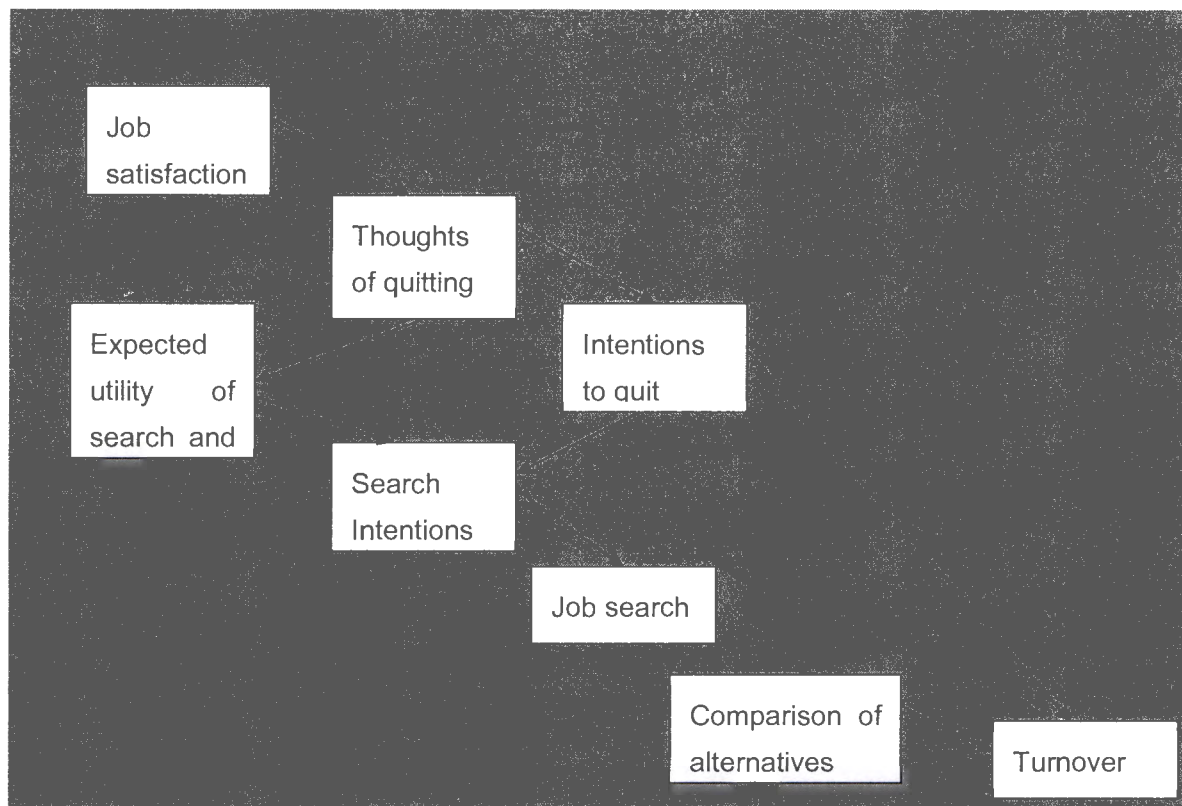 Job
satisfaction
Thoughts
of quitting
Expected
utility of
search and
Intentions
to quit
Search
Intentions
Job search
Comparison of
alternatives
Turnover